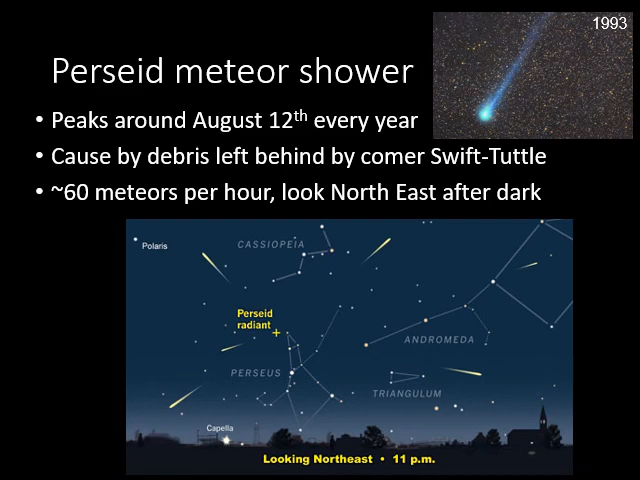 1993
Perseid meteor shower
• Peaks around August 12th every year
• Cause by debris left behind by comer Swift-Tuttle
• ~60 meteors per hour, look North East after dark
Polaris
CASSIOPEIA
Perseid
radiant
ANDROMEDA
PERSEUS
TRIANGULUM
Capella
Looking Northeast • 11 p.m.